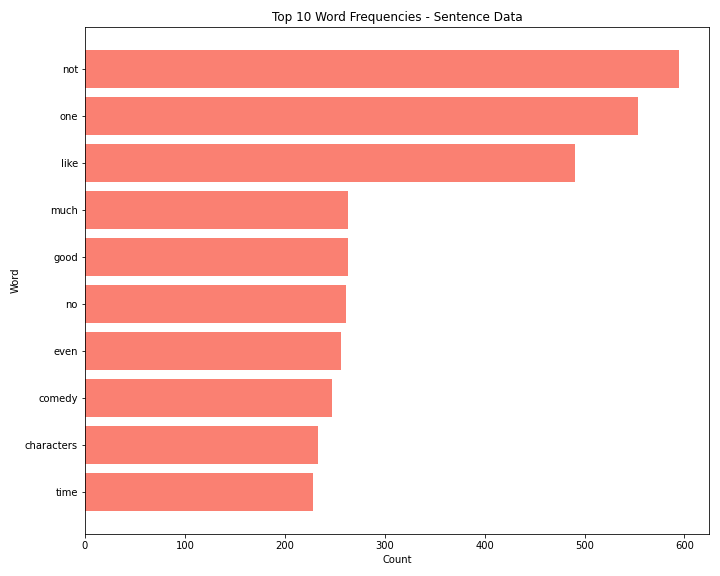 Top 10 Word Frequencies - Sentence Data
not
one
like
much
good
no
even
comedy
characters
time
Word
0 100 200 300 400 500 600
Count